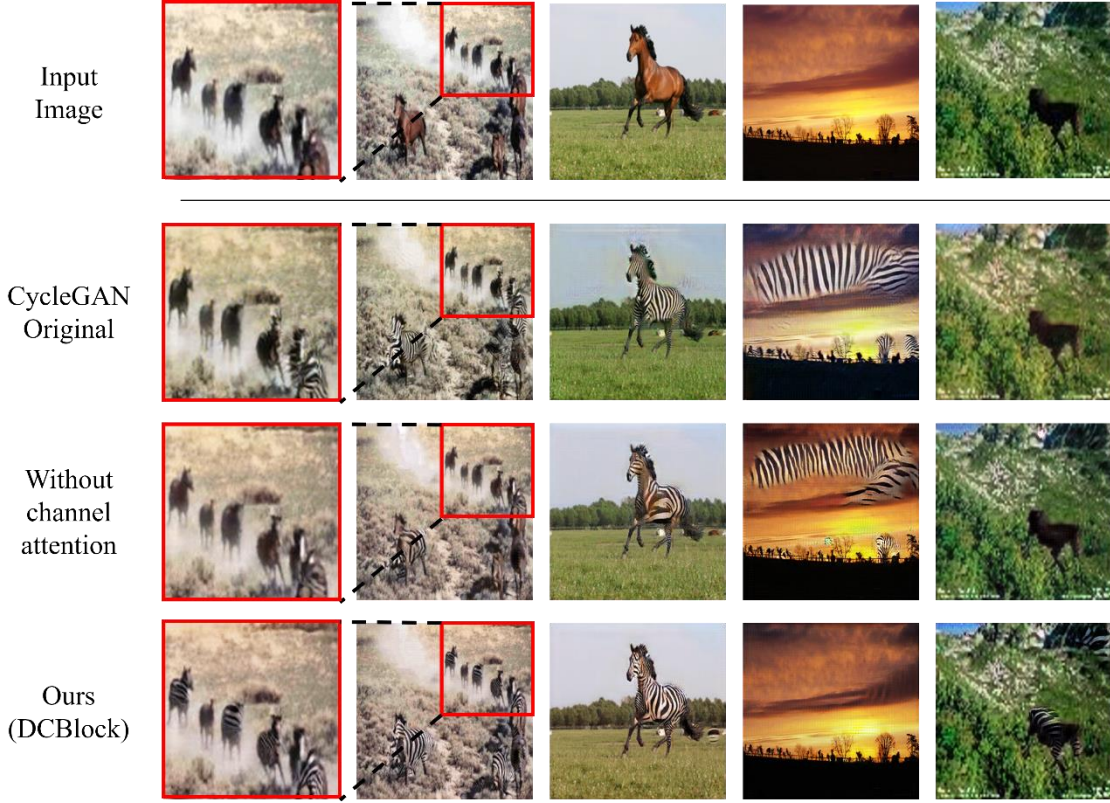 Input
Image
CycleGAN
Original
Without
channel
attention
Ours
(DCBlock)